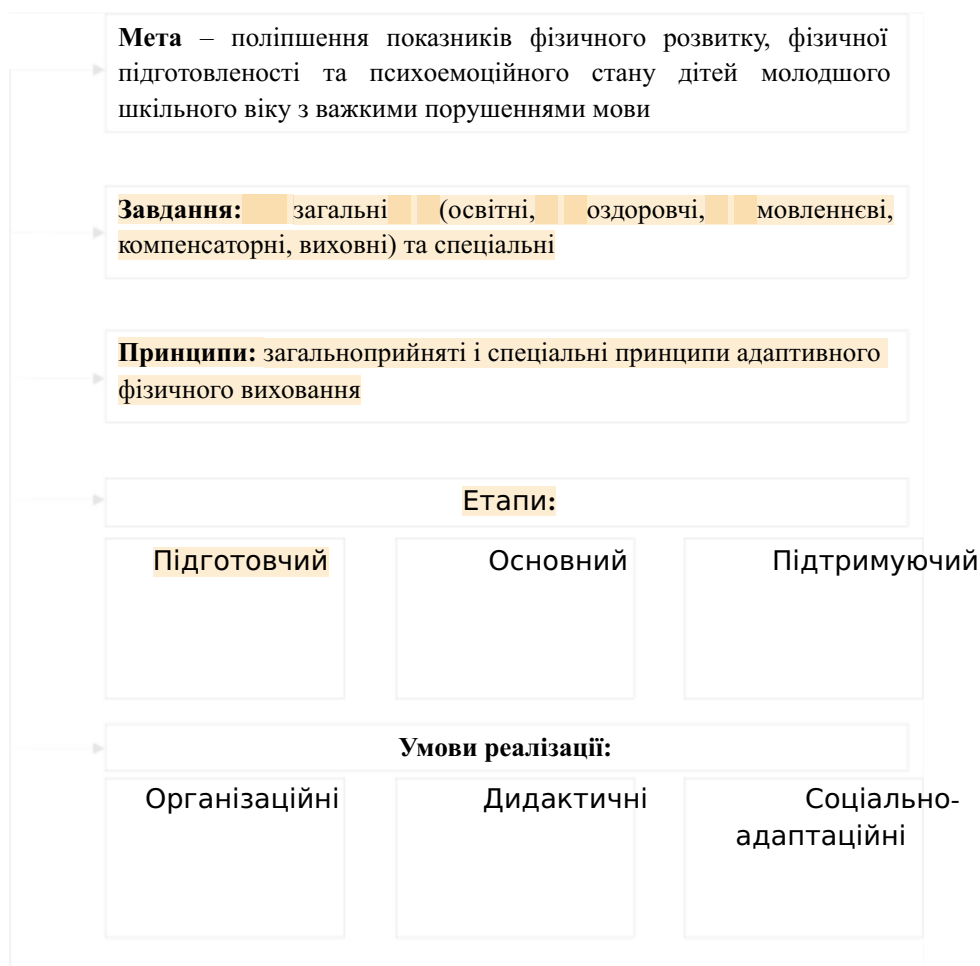 Мета – поліпшення показників фізичного розвитку, фізичної
підготовленості та психоемоційного стану дітей молодшого
шкільного віку з важкими порушеннями мови
Завдання: загальні (освітні, оздоровчі, мовленнєві,
компенсаторні, виховні) та спеціальні
Принципи: загальноприйняті і спеціальні принципи адаптивного
фізичного виховання
Етапи:
Підготовчий
Основний
Підтримуючий
Умови реалізації:
Організаційні
Дидактичні
Соціально-
адаптаційні